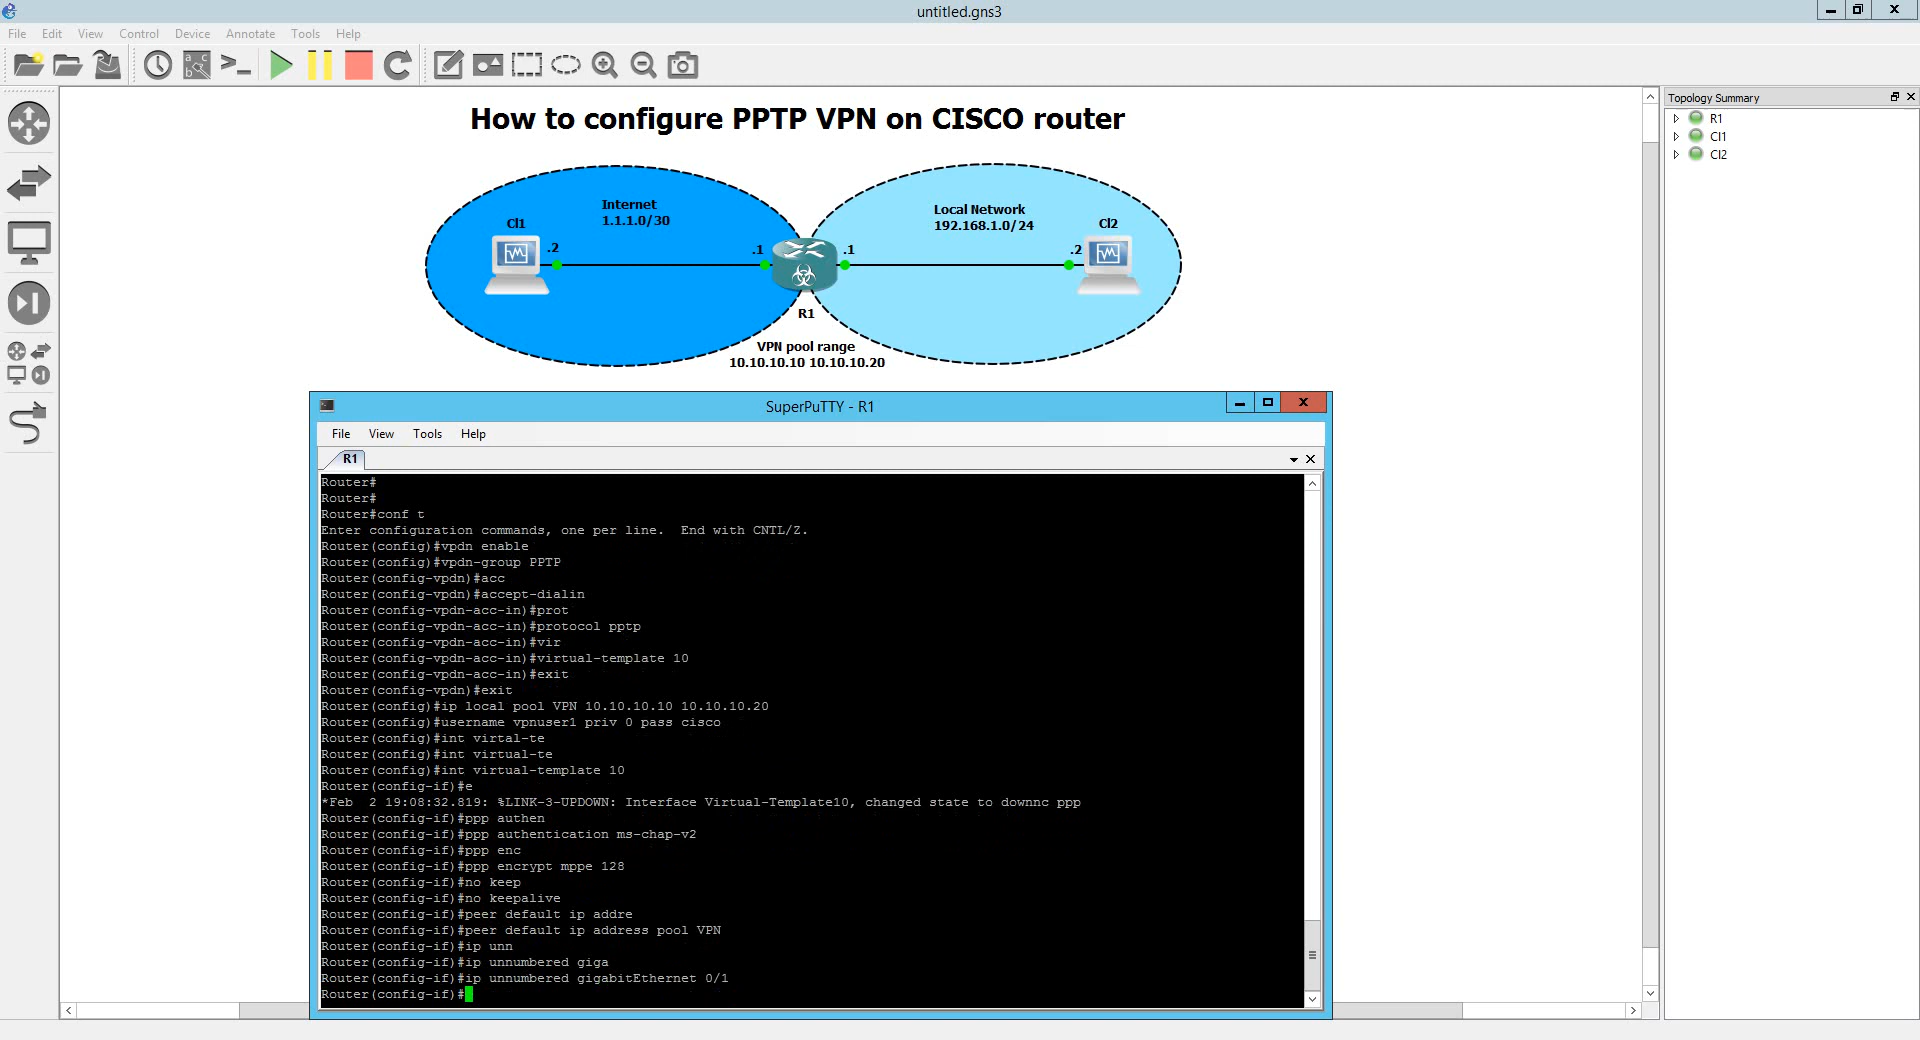 untitled.gns3
File Edit View Control Device Annotate Tools Help
How to configure PPTP VPN on CISCO router
Internet
1.1.1.0/30
Local Network
192.168.1.0/24
Cl1
Cl2
.2
.1
.1
.2
R1
VPN pool range
10.10.10.10 10.10.10.20
Topology Summary
R1
Cl1
Cl2
SuperPuTTY - R1
File View Tools Help
R1
Router#
Router#
Router#conf t
Enter configuration commands, one per line.  End with CNTL/Z.
Router(config)#vpdn enable
Router(config)#vpdn-group PPTP
Router(config-vpdn)#acc
Router(config-vpdn)#accept-dialin
Router(config-vpdn-acc-in)#prot
Router(config-vpdn-acc-in)#protocol pptp
Router(config-vpdn-acc-in)#vir
Router(config-vpdn-acc-in)#virtual-template 10
Router(config-vpdn-acc-in)#exit
Router(config-vpdn)#exit
Router(config)#ip local pool VPN 10.10.10.10 10.10.10.20
Router(config)#username vpnuser1 priv 0 pass cisco
Router(config)#int virtal-te
Router(config)#int virtual-te
Router(config)#int virtual-template 10
Router(config-if)#e
*Feb  2 19:08:32.819: %LINK-3-UPDOWN: Interface Virtual-Template10, changed state to downnc ppp
Router(config-if)#ppp authen
Router(config-if)#ppp authentication ms-chap-v2
Router(config-if)#ppp enc
Router(config-if)#ppp encrypt mppe 128
Router(config-if)#no keep
Router(config-if)#no keepalive
Router(config-if)#peer default ip addre
Router(config-if)#peer default ip address pool VPN
Router(config-if)#ip unn
Router(config-if)#ip unnumbered giga
Router(config-if)#ip unnumbered gigabitEthernet 0/1
Router(config-if)#